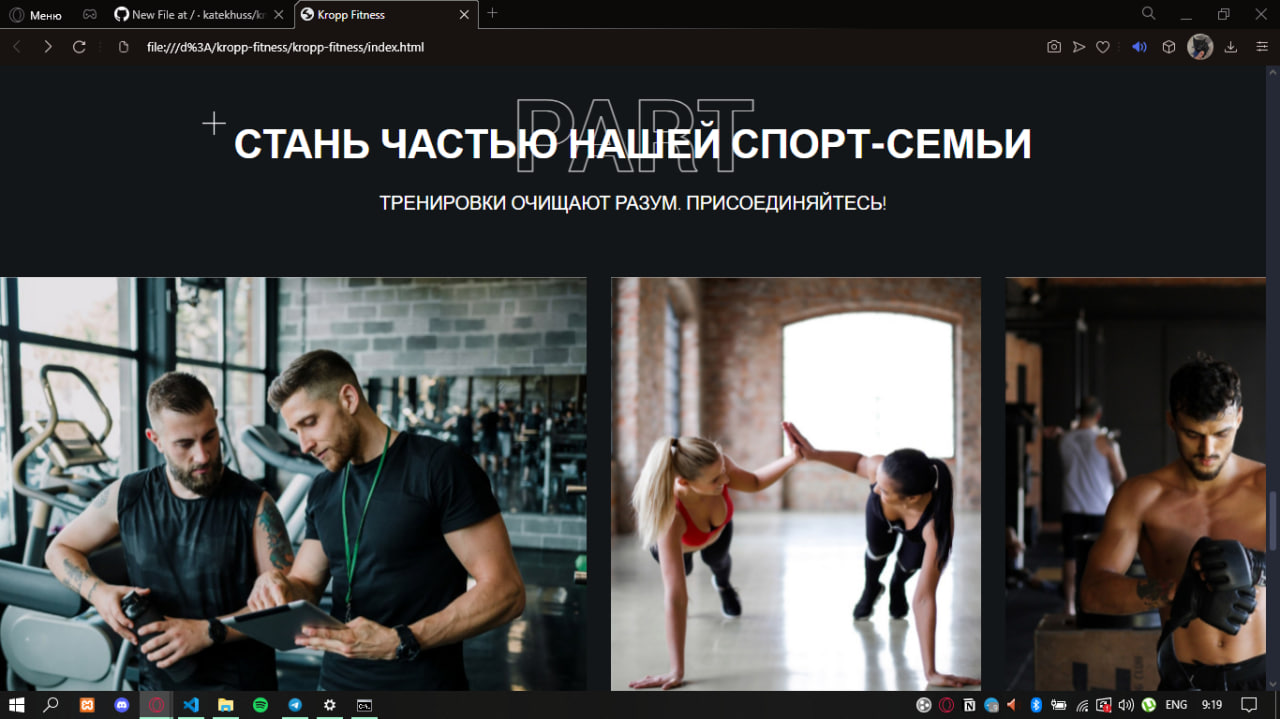 Меню
New File at / · katekhuss/kr
Kropp Fitness
file:///d%3A/kropp-fitness/kropp-fitness/index.html
PART
СТАНЬ ЧАСТЬЮ НАШЕЙ СПОРТ-СЕМЬИ
ТРЕНИРОВКИ ОЧИЩАЮТ РАЗУМ. ПРИСОЕДИНЯЙТЕСЬ!
ENG
9:19